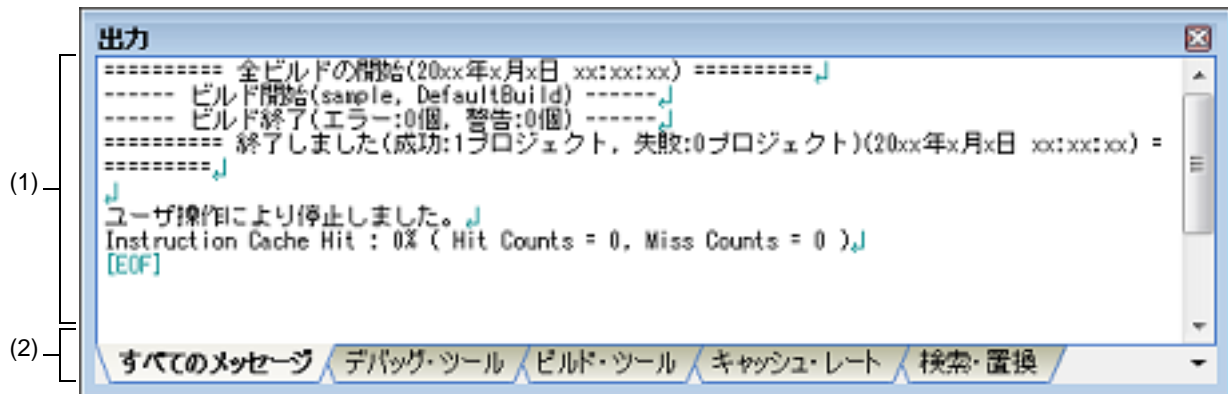 出力
========== 全ビルドの開始(20xx年x月x日 xx:xx:xx) ==========↲
------ ビルド開始(sample, DefaultBuild) ------↲
------ ビルド終了(エラー:0個, 警告:0個) ------↲
========== 終了しました(成功:1プロジェクト, 失敗:0プロジェクト)(20xx年x月x日 xx:xx:xx) =
=========↲
↲
(1)
ユーザ操作により停止しました。↲
Instruction Cache Hit : 0% ( Hit Counts = 0, Miss Counts = 0 )↲
[EOF]
(2)
すべてのメッセージ デバッグ・ツール ビルド・ツール キャッシュ・レート 検索・置換